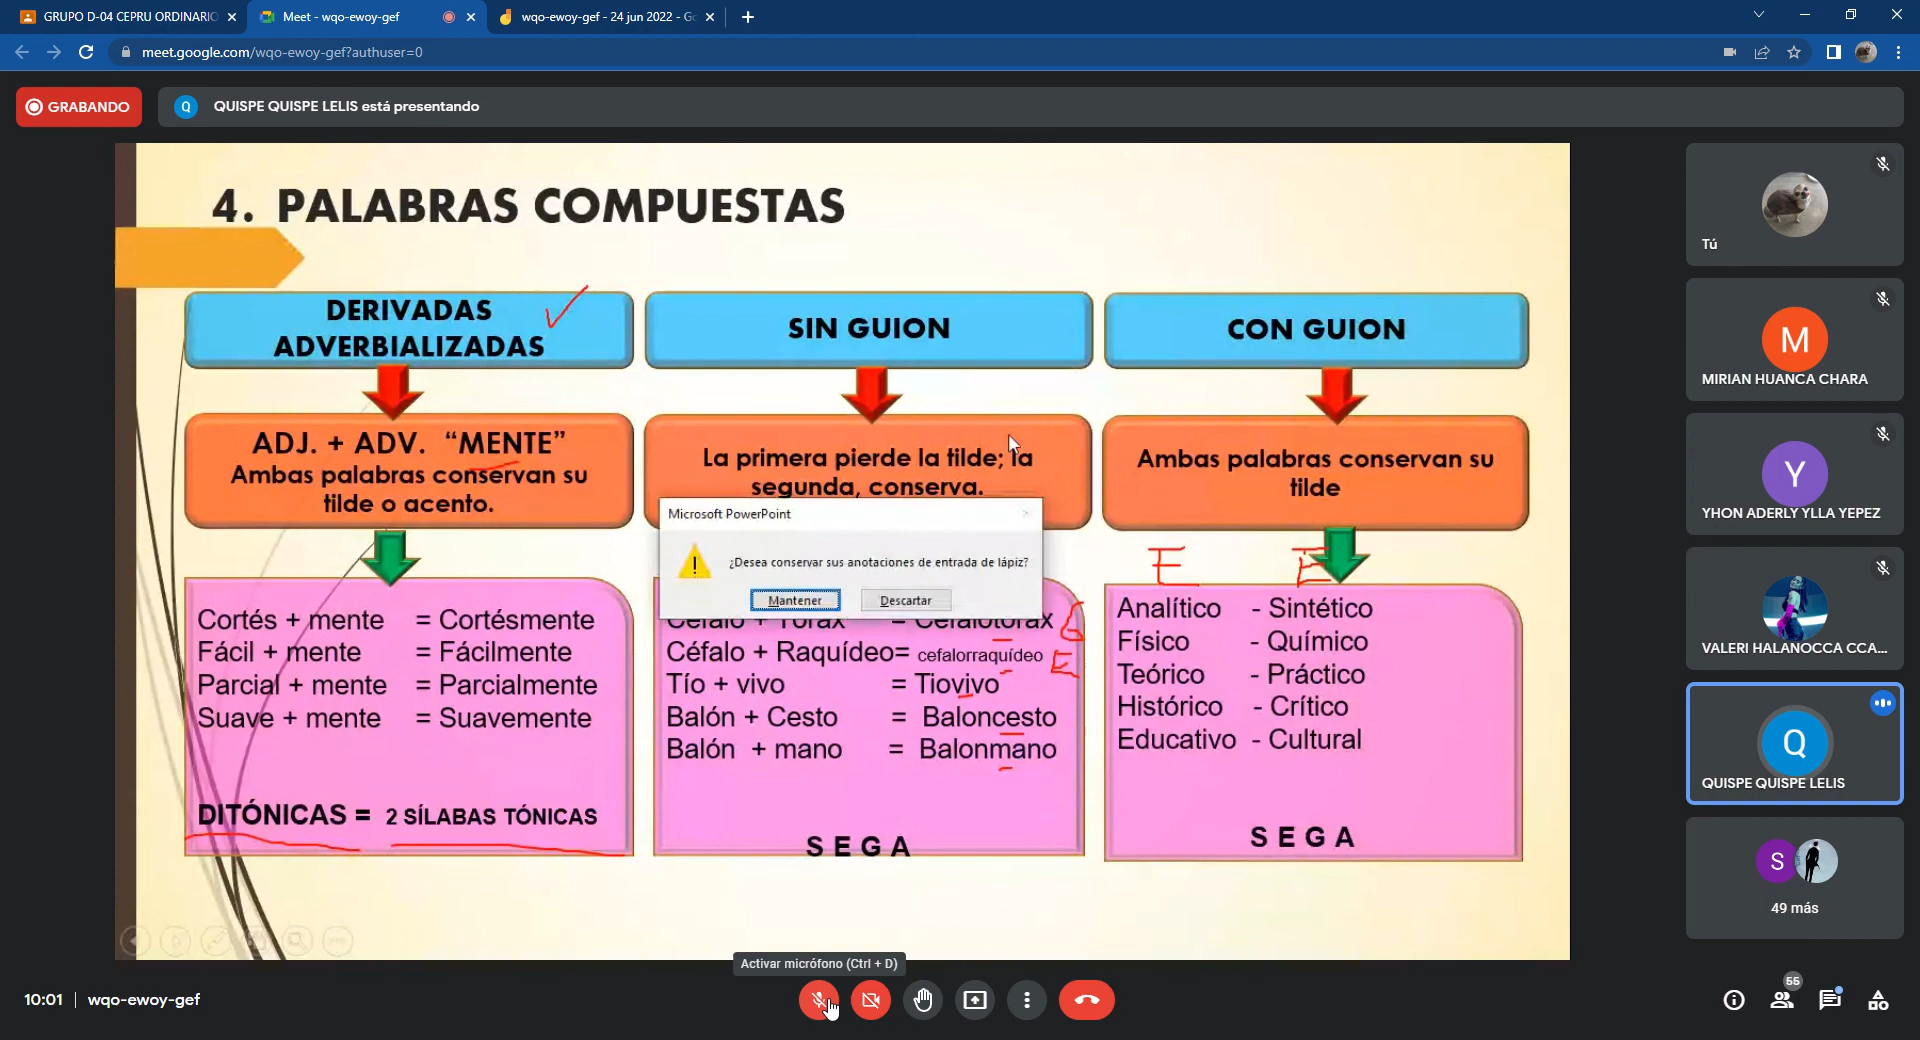 GRUPO D-04 CEPRU ORDINARIO
Meet - wqo-ewoy-gef
wqo-ewoy-gef - 24 jun 2022 - Go
meet.google.com/wqo-ewoy-gef?authuser=0
GRABANDO
Q
QUISPE QUISPE LELIS está presentando
4. PALABRAS COMPUESTAS
DERIVADAS
ADVERBIALIZADAS
ADJ. + ADV. “MENTE”
Ambas palabras conservan su
tilde o acento.
Cortés + mente = Cortésmente
Fácil + mente = Fácilmente
Parcial + mente = Parcialmente
Suave + mente = Suavemente
DITÓNICAS = 2 SÍLABAS TÓNICAS
SIN GUION
La primera pierde la tilde; la
segunda, conserva.
Microsoft PowerPoint
¿Desea conservar sus anotaciones de entrada de lápiz?
Mantener
Descartar
Céfalo + Tórax = Cefalotórax G
Céfalo + Raquídeo= cefalorraquídeo E
Tío + vivo = Tiovivo
Balón + Cesto = Baloncesto
Balón + mano = Balonmano
S E G A
CON GUION
Ambas palabras conservan su
tilde
E E
Analítico - Sintético
Físico - Químico
Teórico - Práctico
Histórico - Crítico
Educativo - Cultural
S E G A
Tú
M
MIRIAN HUANCA CHARA
Y
YHON ADERLY YLLA YEPEZ
VALERI HALANOCCA CCA...
Q
QUISPE QUISPE LELIS
S
49 más
Activar micrófono (Ctrl + D)
10:01 | wqo-ewoy-gef
55